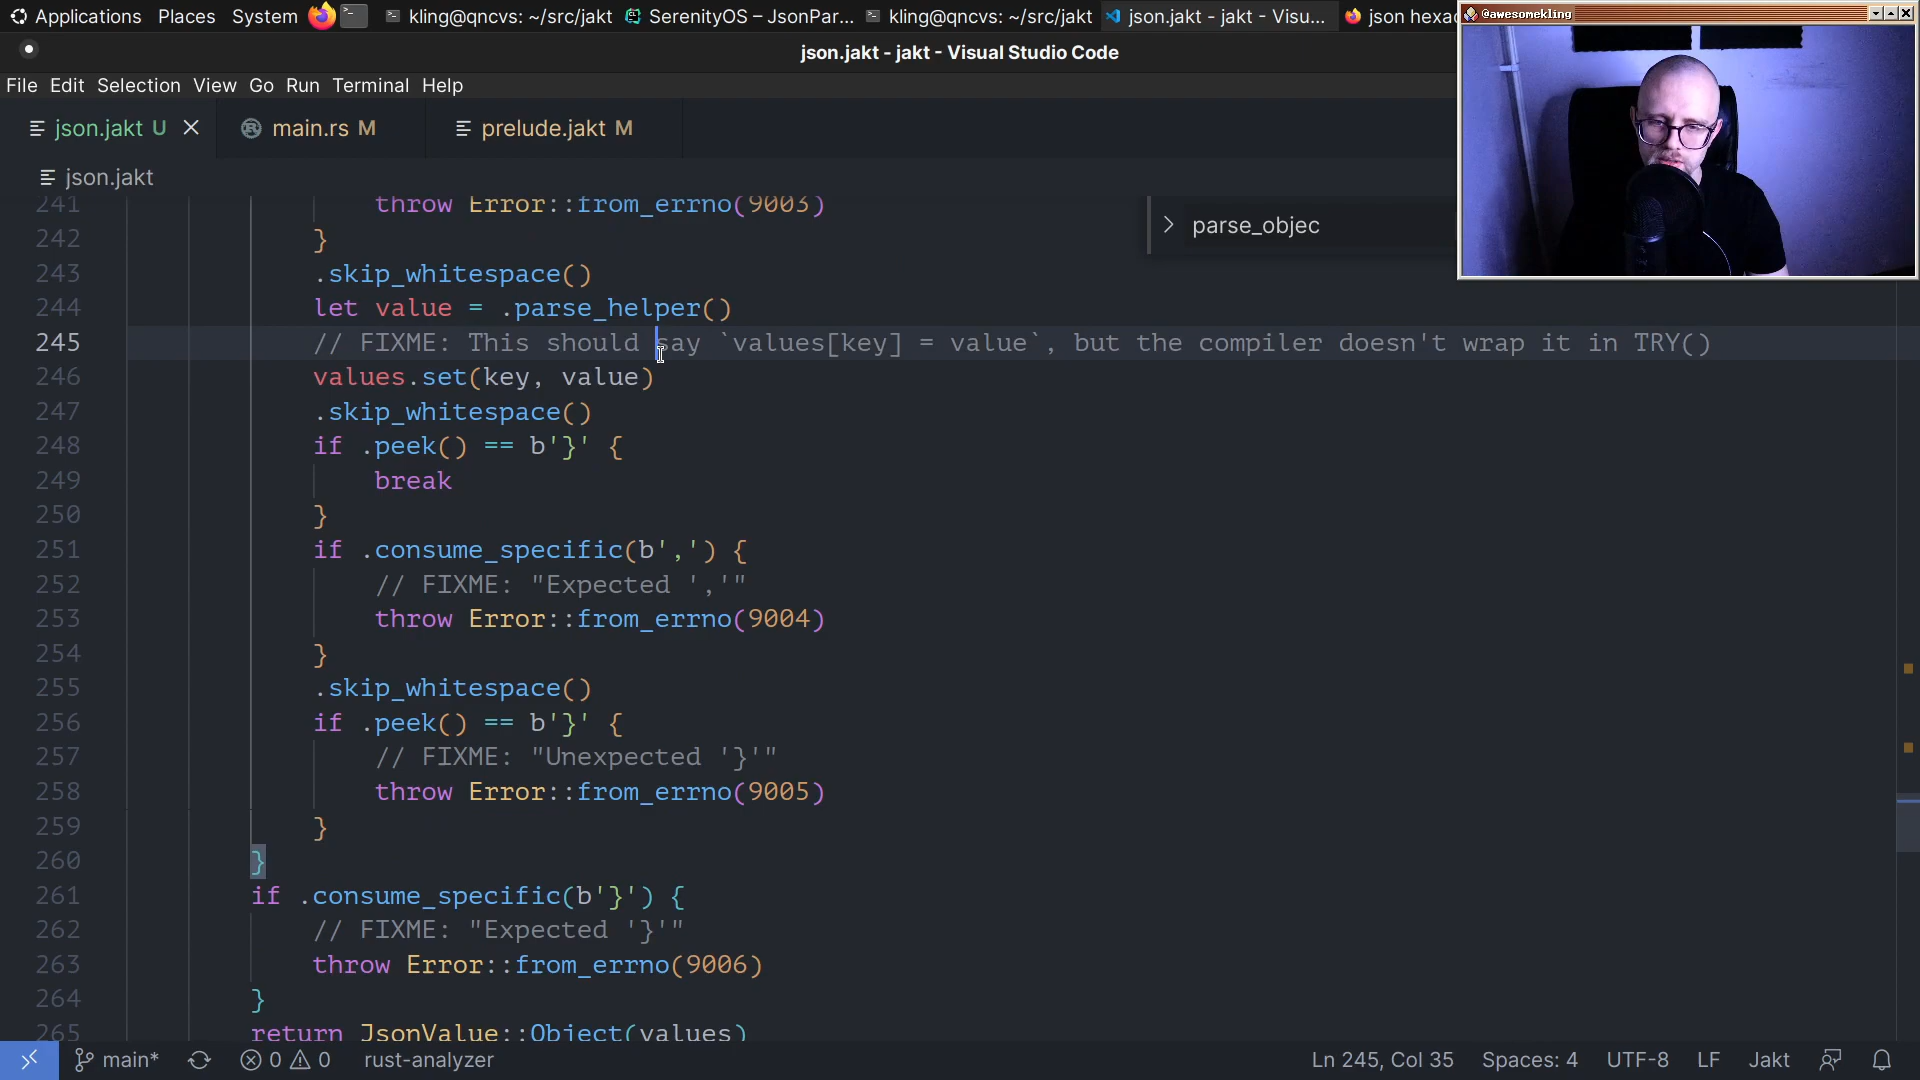 Applications Places System kling@qncvs: ~/src/jakt SerenityOS – JsonPar... kling@qncvs: ~/src/jakt json.jakt - jakt - Visu... json hexa
@awesomekling
json.jakt - jakt - Visual Studio Code
File Edit Selection View Go Run Terminal Help
json.jakt U main.rs M prelude.jakt M
json.jakt
parse_objec
241 throw Error::from_errno(9003)
242 }
243 .skip_whitespace()
244 let value = .parse_helper()
245 // FIXME: This should say `values[key] = value`, but the compiler doesn't wrap it in TRY()
246 values.set(key, value)
247 .skip_whitespace()
248 if .peek() == b'}' {
249 break
250 }
251 if .consume_specific(b',') {
252 // FIXME: "Expected ','"
253 throw Error::from_errno(9004)
254 }
255 .skip_whitespace()
256 if .peek() == b'}' {
257 // FIXME: "Unexpected '}'"
258 throw Error::from_errno(9005)
259 }
260 }
261 if .consume_specific(b'}') {
262 // FIXME: "Expected '}'"
263 throw Error::from_errno(9006)
264 }
265 return JsonValue::Object(values)
main* 0 0 rust-analyzer Ln 245, Col 35 Spaces: 4 UTF-8 LF Jakt